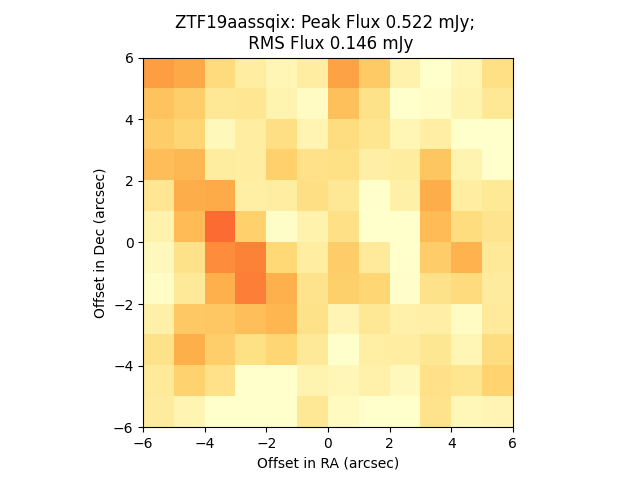 ZTF19aassqix: Peak Flux 0.522 mJy;
RMS Flux 0.146 mJy
6
4
2
0
−2
−4
−6
Offset in Dec (arcsec)
−6 −4 −2 0 2 4 6
Offset in RA (arcsec)